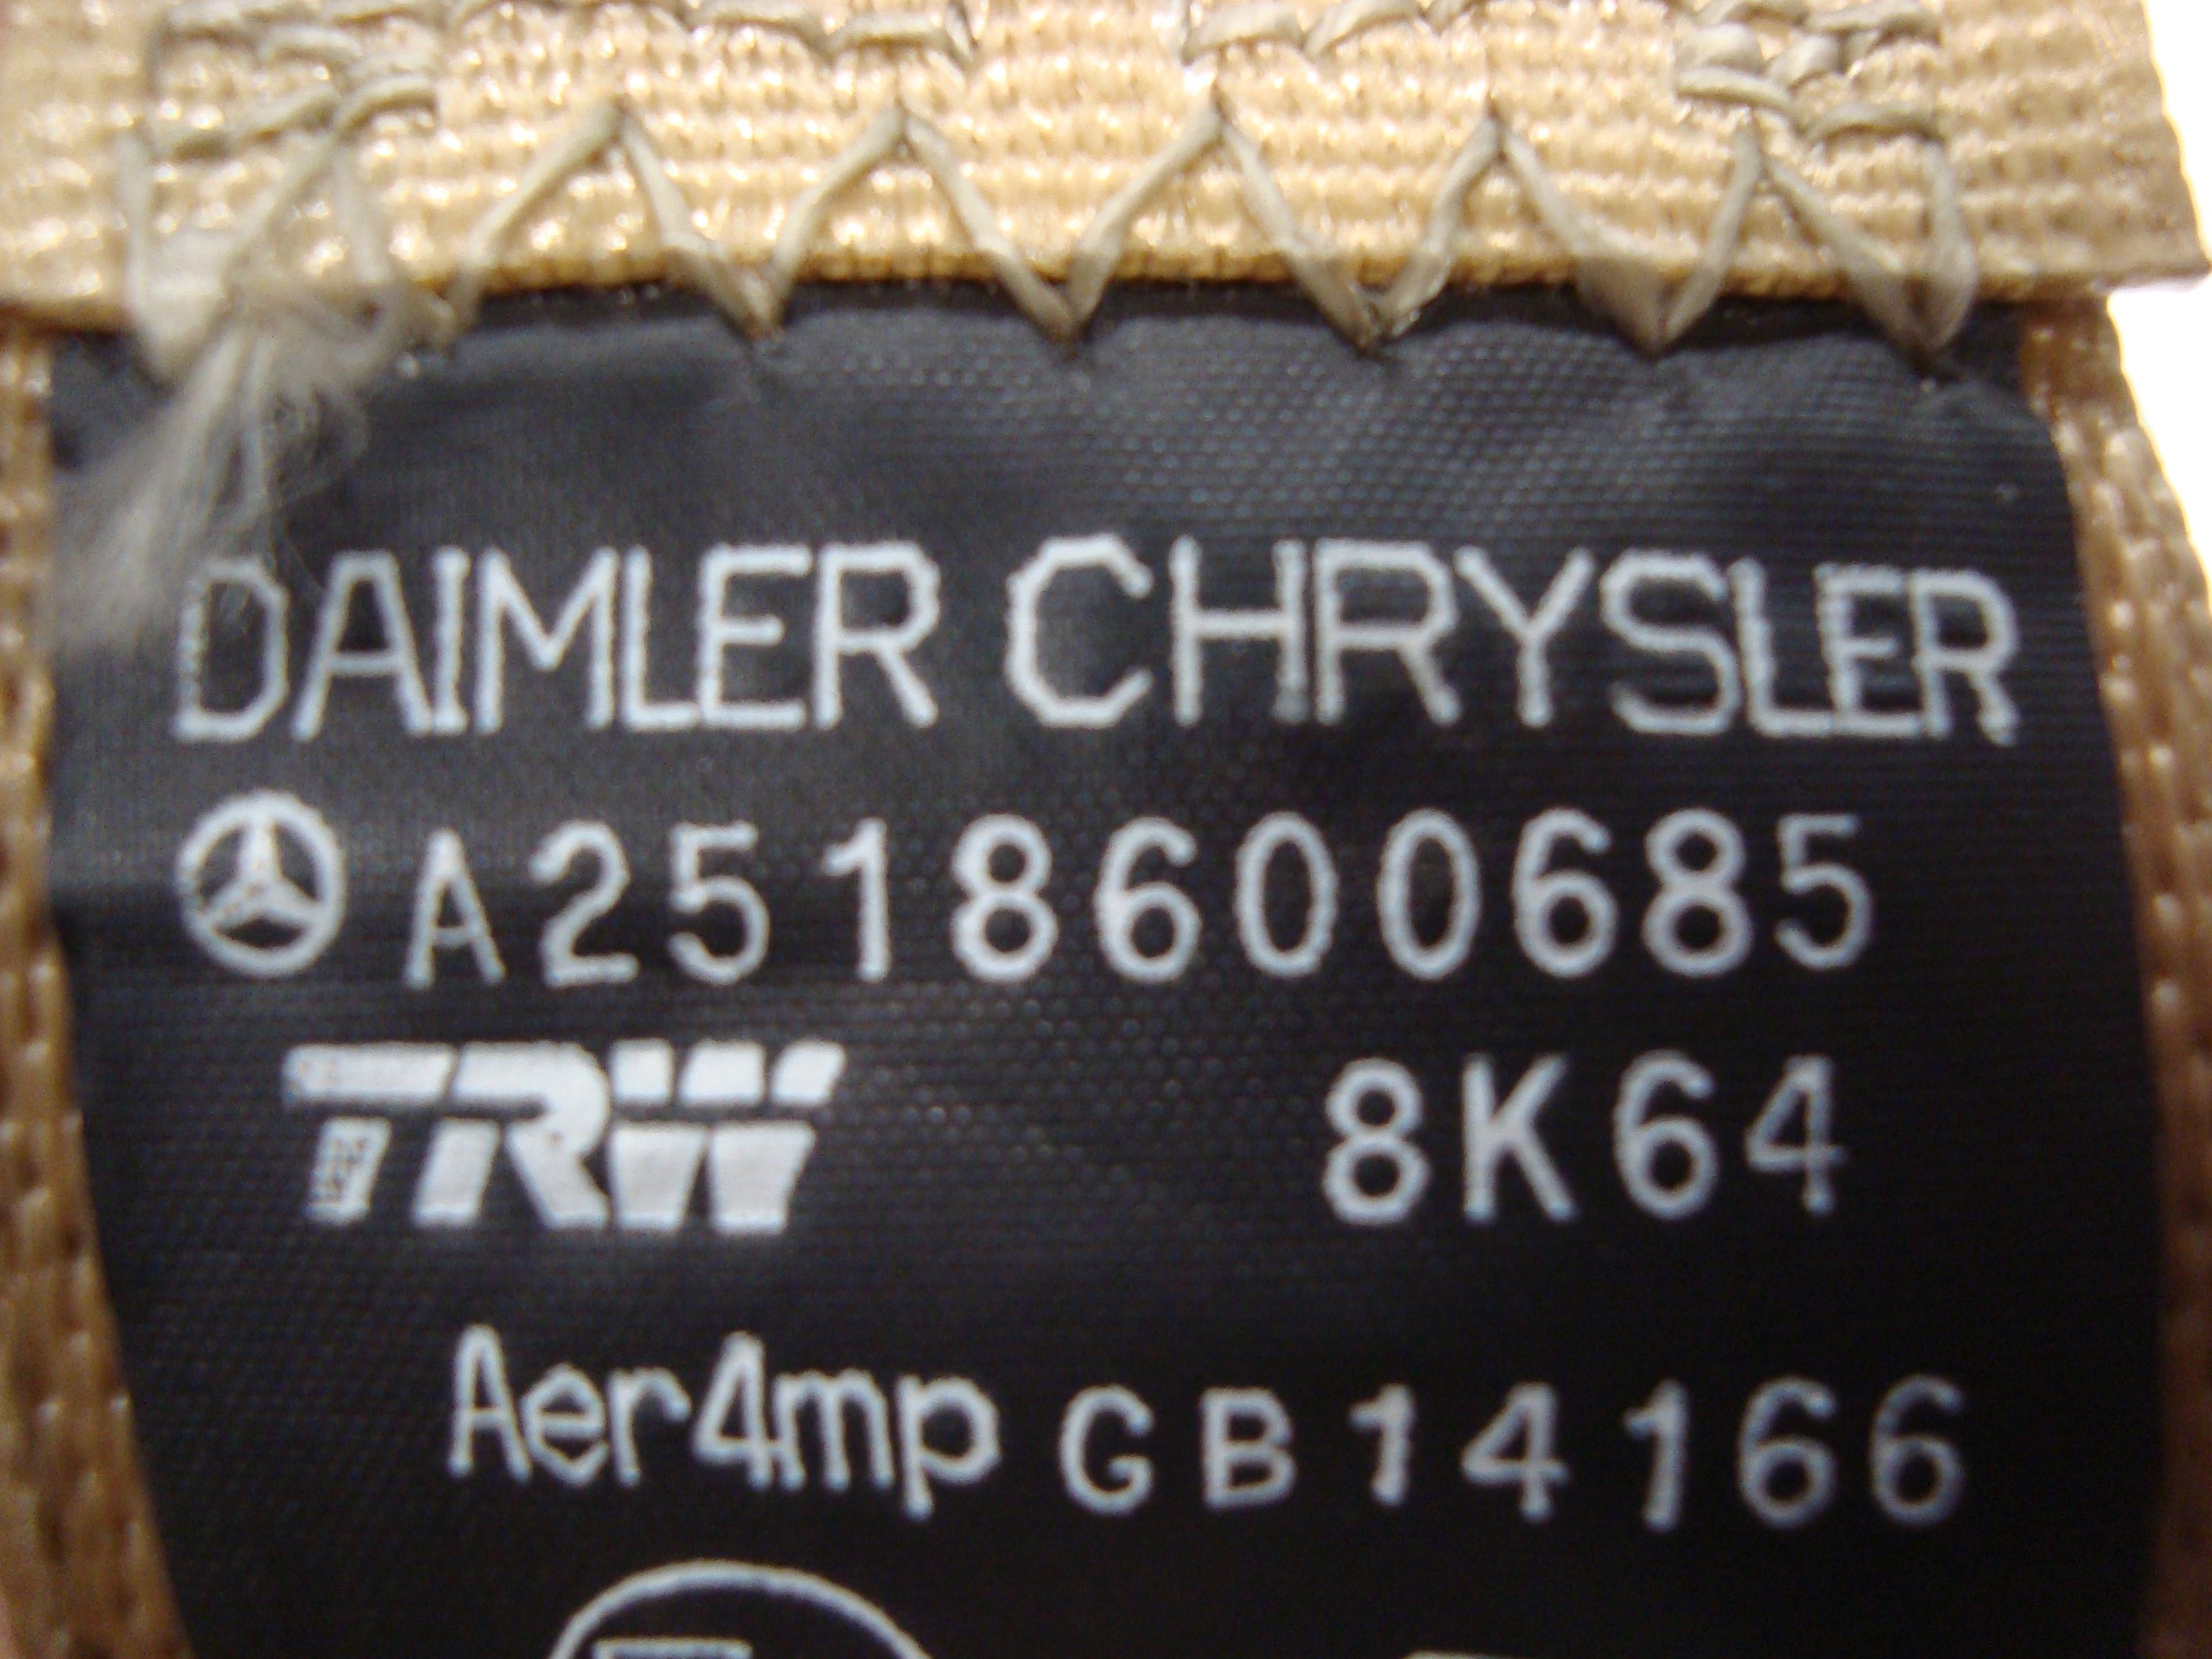 DAIMLER CHRYSLER
A2518600685
TRW 8K64
Aer4mp GB14166